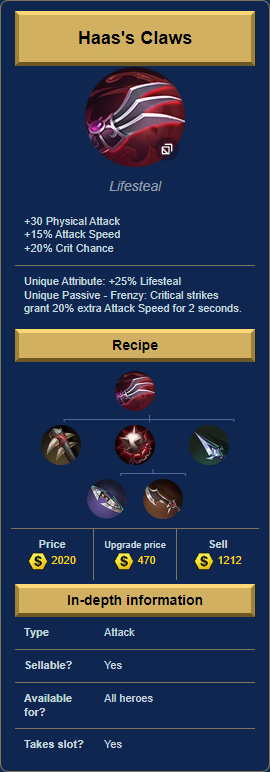 Haas's Claws
Lifesteal
+30 Physical Attack
+15% Attack Speed
+20% Crit Chance
Unique Attribute: +25% Lifesteal
Unique Passive - Frenzy: Critical strikes
grant 20% extra Attack Speed for 2 seconds.
Recipe
Price
Upgrade price
Sell
S 2020
S 470
S 1212
In-depth information
Type Attack
Sellable? Yes
Available All heroes
for?
Takes slot? Yes